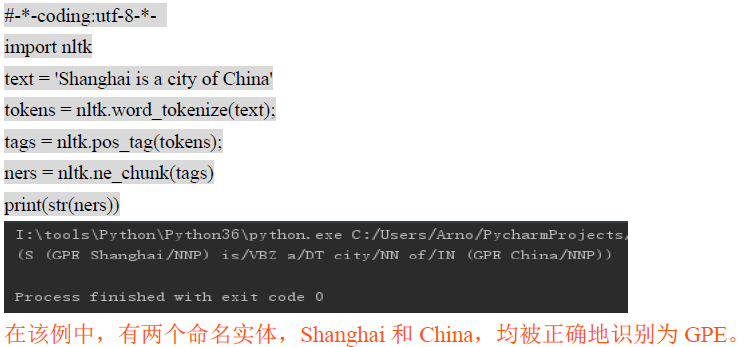 #-*-coding:utf-8-*-
import nltk
text = 'Shanghai is a city of China'
tokens = nltk.word_tokenize(text);
tags = nltk.pos_tag(tokens);
ners = nltk.ne_chunk(tags)
print(str(ners))
I:\tools\Python\Python36\python.exe C:/Users/Arno/PycharmProjects,
(S (GPE Shanghai/NNP) is/VBZ a/DT city/NN of/IN (GPE China/NNP))
Process finished with exit code 0
在该例中，有两个命名实体，Shanghai 和 China，均被正确地识别为 GPE。